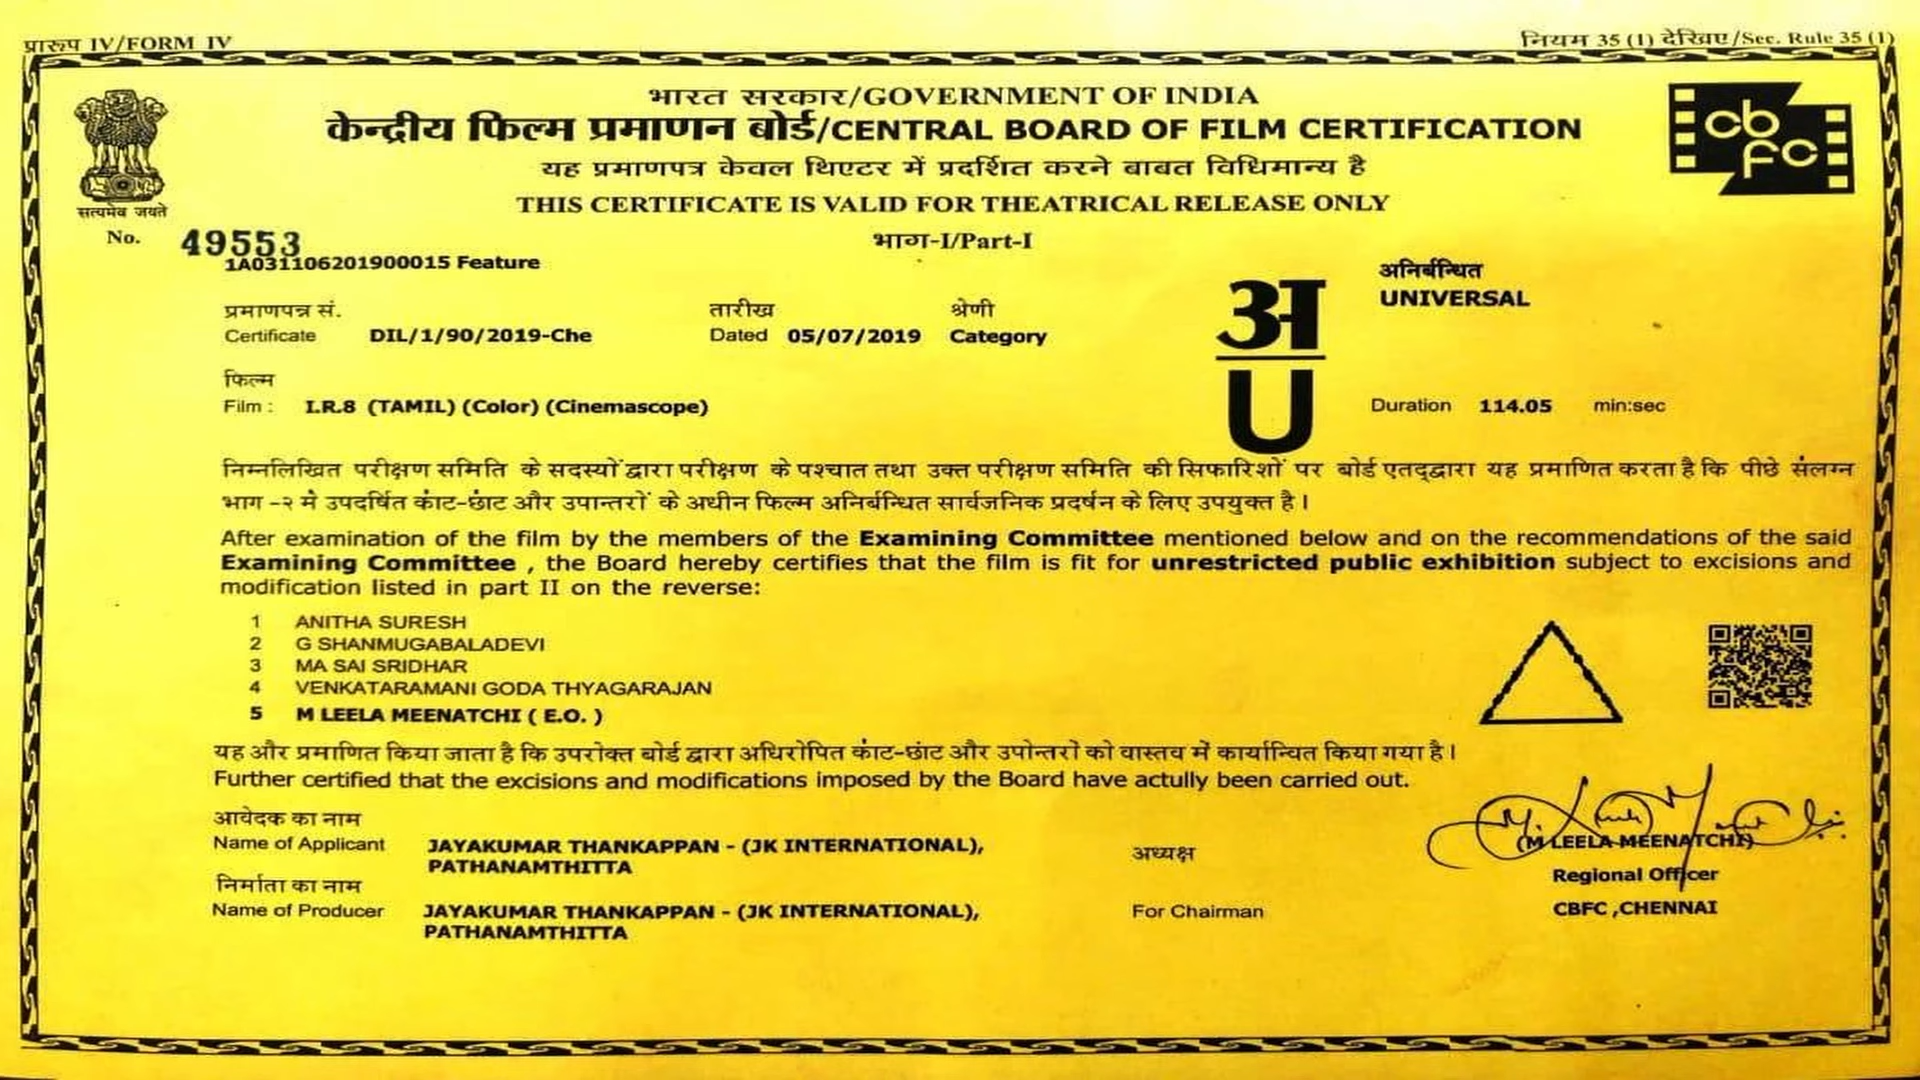 प्रारूप IV/FORM IV
नियम 35 (1) देखिए/Sec. Rule 35 (1)
भारत सरकार/GOVERNMENT OF INDIA
केन्द्रीय फिल्म प्रमाणन बोर्ड/CENTRAL BOARD OF FILM CERTIFICATION
यह प्रमाणपत्र केवल थिएटर में प्रदर्शित करने बाबत विधिमान्य है
THIS CERTIFICATE IS VALID FOR THEATRICAL RELEASE ONLY
सत्यमेव जयते
cb
fc
No. 49553
भाग-I/Part-I
1A031106201900015 Feature
अनिर्बन्धित
UNIVERSAL
अ
U
प्रमाणपत्र सं. तारीख श्रेणी
Certificate DIL/1/90/2019-Che Dated 05/07/2019 Category
फिल्म
Film : I.R.8 (TAMIL) (Color) (Cinemascope)
Duration 114.05 min:sec
निम्नलिखित परीक्षण समिति के सदस्यों द्वारा परीक्षण के पश्चात तथा उक्त परीक्षण समिति की सिफारिशों पर बोर्ड एतद्द्वारा यह प्रमाणित करता है कि पीछे संलग्न
भाग -२ में उपदर्षित कांट-छांट और उपान्तरों के अधीन फिल्म अनिर्बन्धित सार्वजनिक प्रदर्षन के लिए उपयुक्त है।
After examination of the film by the members of the Examining Committee mentioned below and on the recommendations of the said
Examining Committee , the Board hereby certifies that the film is fit for unrestricted public exhibition subject to excisions and
modification listed in part II on the reverse:
1 ANITHA SURESH
2 G SHANMUGABALADEVI
3 MA SAI SRIDHAR
4 VENKATARAMANI GODA THYAGARAJAN
5 M LEELA MEENATCHI ( E.O. )
यह और प्रमाणित किया जाता है कि उपरोक्त बोर्ड द्वारा अधिरोपित कांट-छांट और उपोन्तरों को वास्तव में कार्यान्वित किया गया है।
Further certified that the excisions and modifications imposed by the Board have actully been carried out.
आवेदक का नाम
Name of Applicant JAYAKUMAR THANKAPPAN - (JK INTERNATIONAL),
PATHANAMTHITTA
निर्माता का नाम
Name of Producer JAYAKUMAR THANKAPPAN - (JK INTERNATIONAL),
PATHANAMTHITTA
अध्यक्ष
For Chairman
(M LEELA MEENATCHI)
Regional Officer
CBFC ,CHENNAI